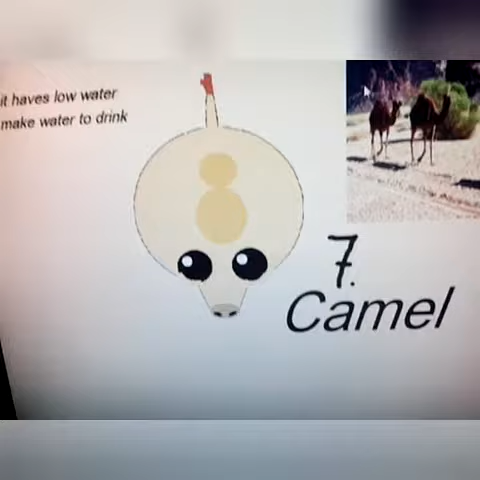 it haves low water
make water to drink
7.
Camel